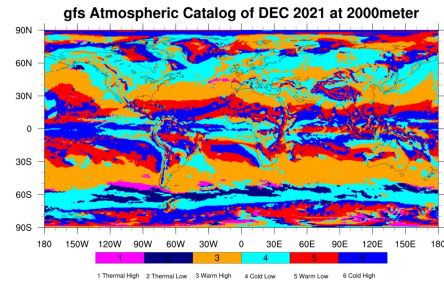 gfs Atmospheric Catalog of DEC 2021 at 2000meter
90N
60N
30N
0
30S
60S
90S
180 150W 120W 90W 60W 30W 0 30E 60E 90E 120E 150E 180
1 2 3 4 5 6
1 Thermal High 2 Thermal Low 3 Warm High 4 Cold Low 5 Warm Low 6 Cold High